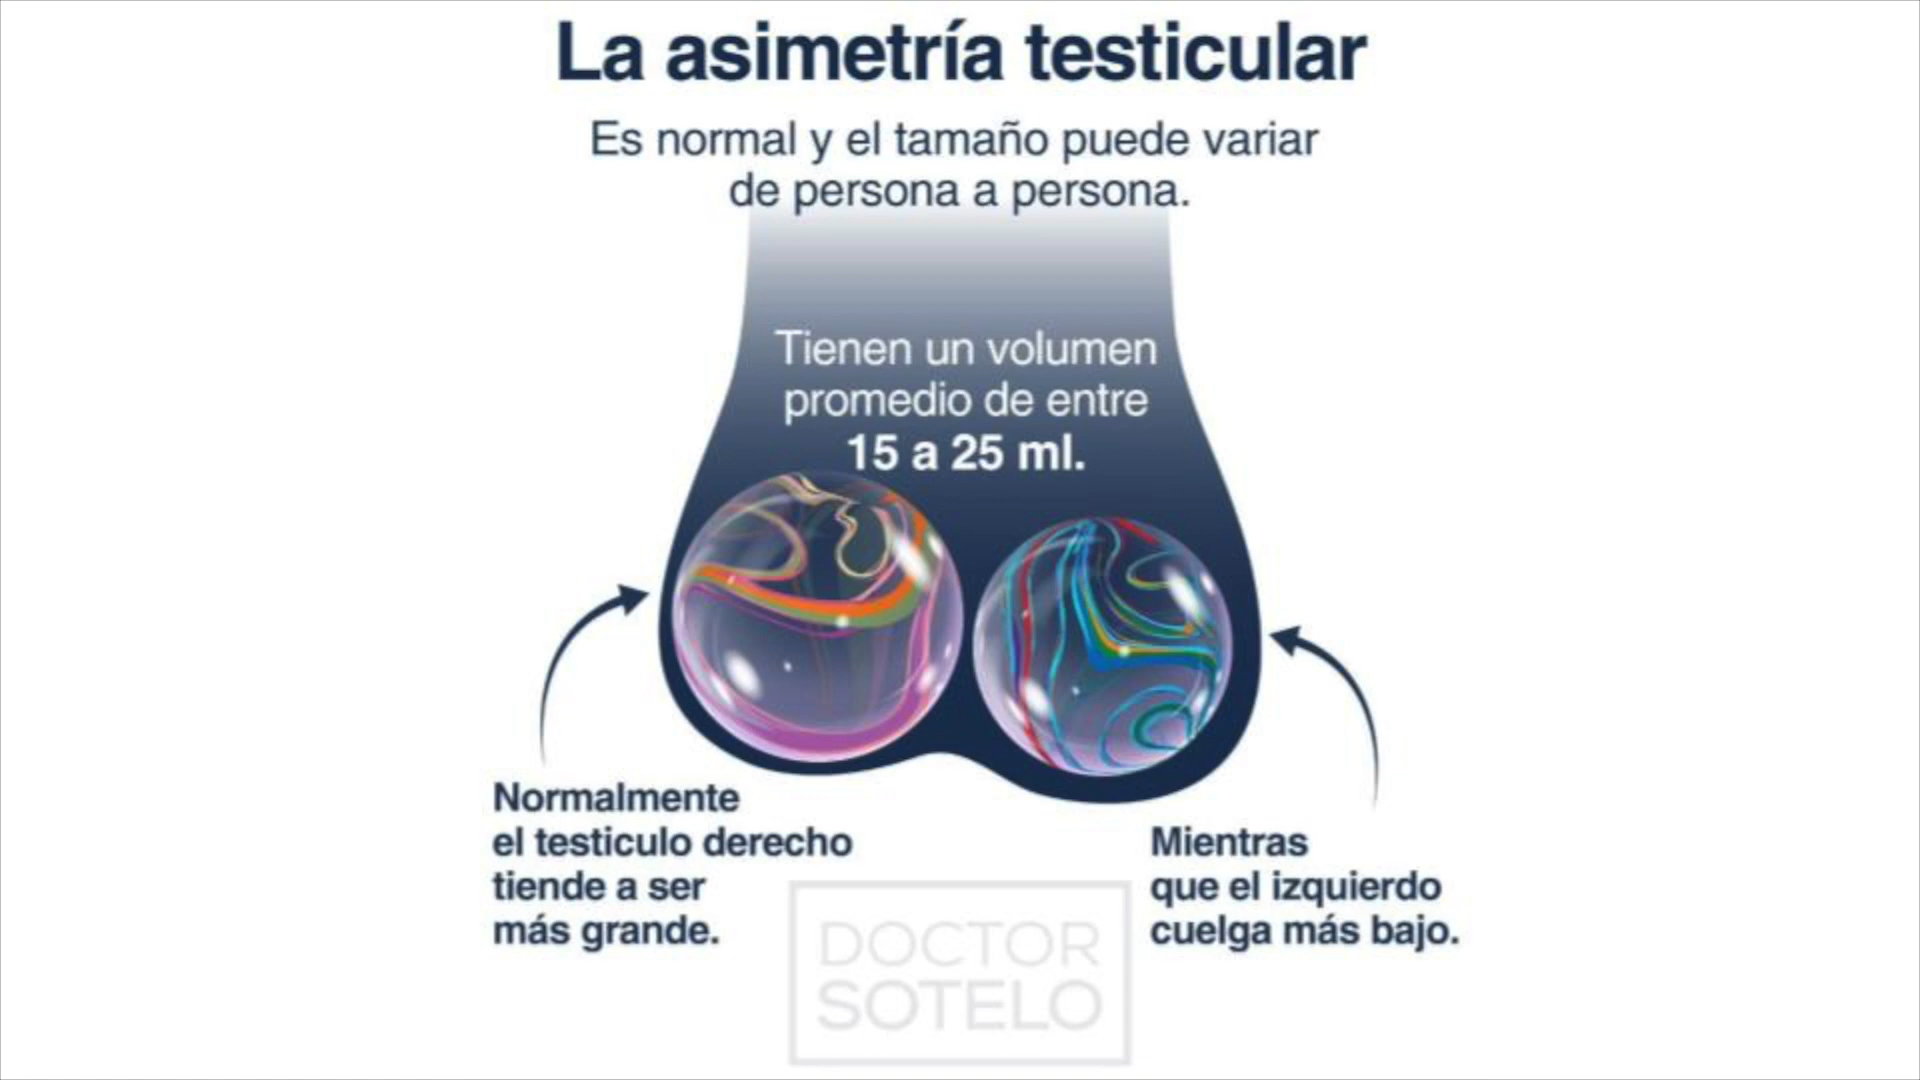 La asimetría testicular
Es normal y el tamaño puede variar
de persona a persona.
Tienen un volumen
promedio de entre
15 a 25 ml.
Normalmente
el testiculo derecho
tiende a ser
más grande.
Mientras
que el izquierdo
cuelga más bajo.
DOCTOR
SOTELO